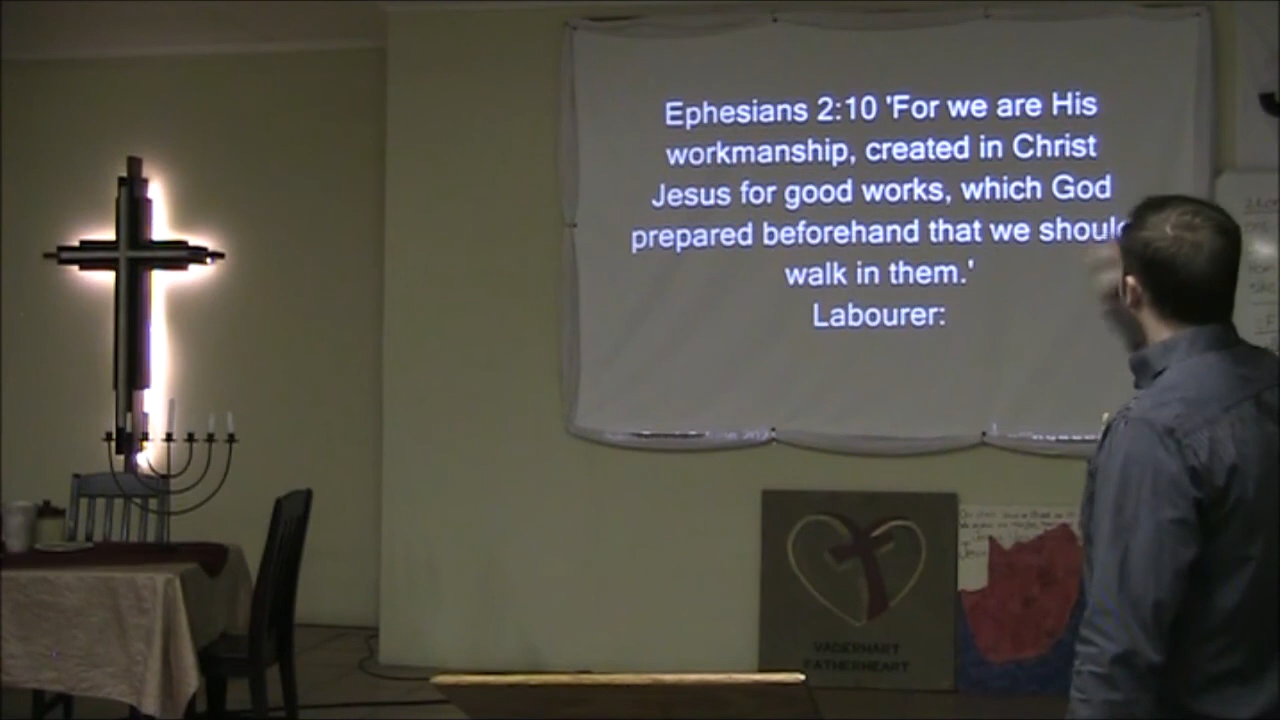 Ephesians 2:10 'For we are His
workmanship, created in Christ
Jesus for good works, which God
prepared beforehand that we should
walk in them.'
Labourer:
VADERHART
FATHERHEART